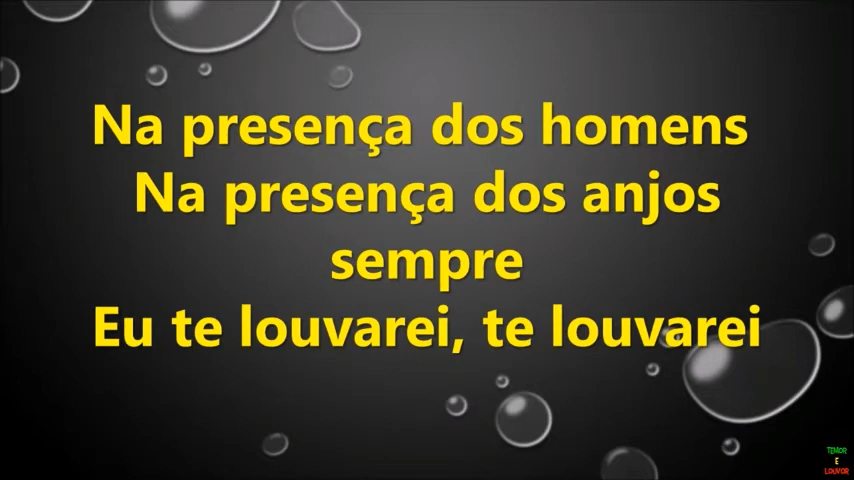 Na presença dos homens
Na presença dos anjos
sempre
Eu te louvarei, te louvarei
TEMOR
E
LOUVOR